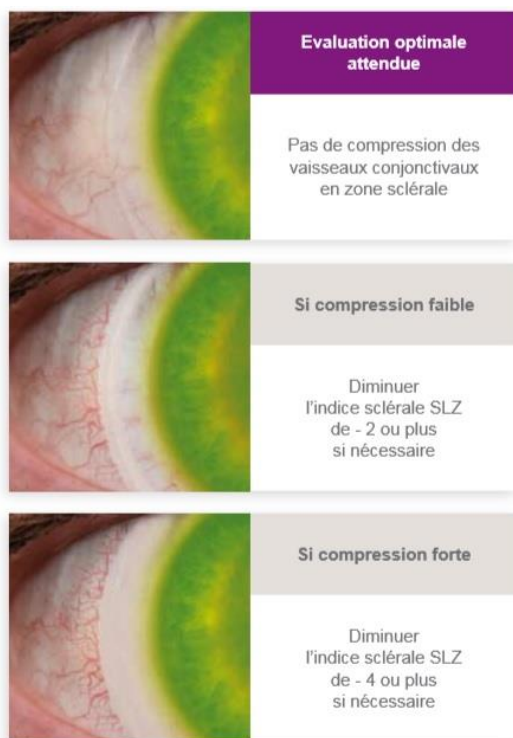 Evaluation optimale
attendue
Pas de compression des
vaisseaux conjonctivaux
en zone sclérale
Si compression faible
Diminuer
l'indice sclérale SLZ
de - 2 ou plus
si nécessaire
Si compression forte
Diminuer
l'indice sclérale SLZ
de - 4 ou plus
si nécessaire